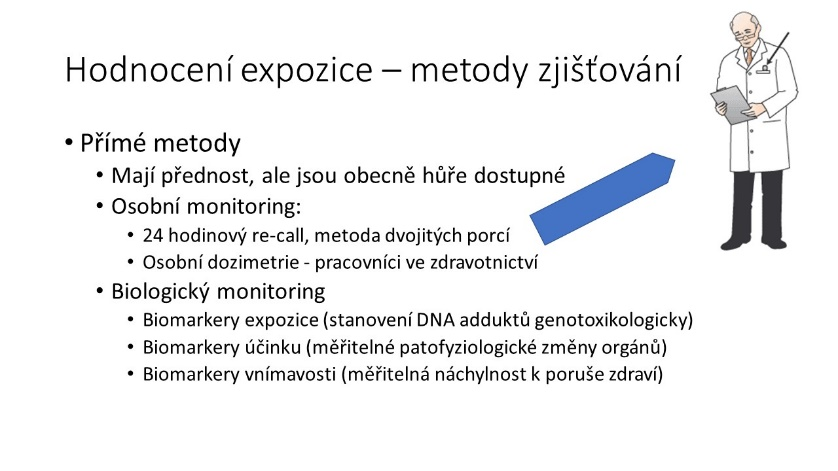 Hodnocení expozice – metody zjišťování
• Přímé metody
• Mají přednost, ale jsou obecně hůře dostupné
• Osobní monitoring:
• 24 hodinový re-call, metoda dvojitých porcí
• Osobní dozimetrie - pracovníci ve zdravotnictví
• Biologický monitoring
• Biomarkery expozice (stanovení DNA adduktů genotoxikologicky)
• Biomarkery účinku (měřitelné patofyziologické změny orgánů)
• Biomarkery vnímavosti (měřitelná náchylnost k poruše zdraví)